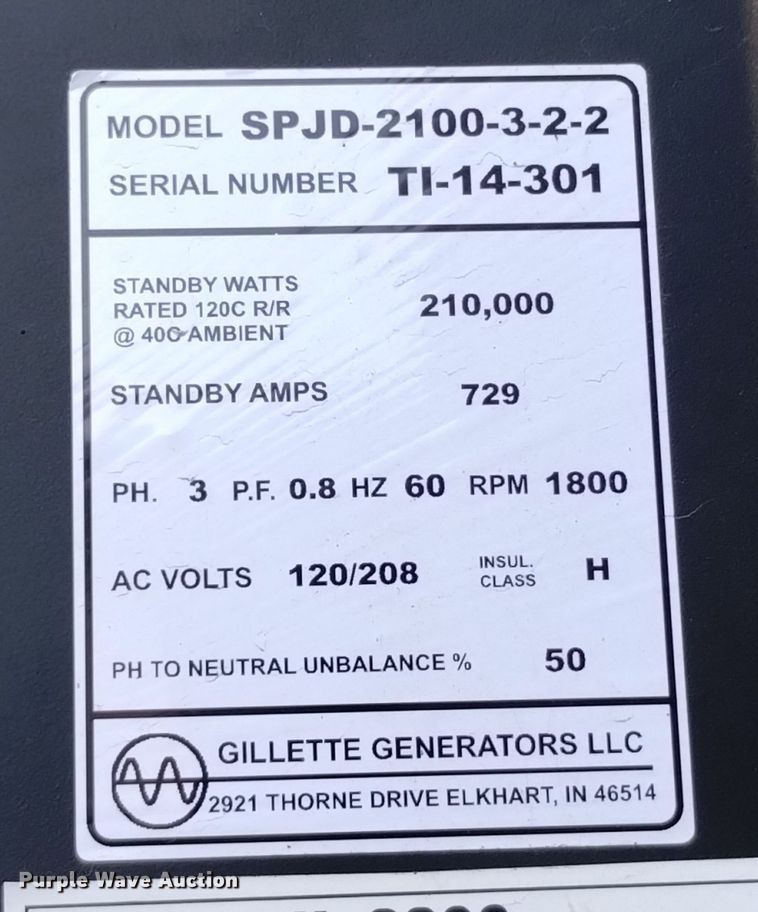 MODEL SPJD-2100-3-2-2
SERIAL NUMBER TI-14-301
STANDBY WATTS
RATED 120C R/R
@ 40C AMBIENT
210,000
STANDBY AMPS 729
PH. 3 P.F. 0.8 HZ 60 RPM 1800
AC VOLTS 120/208
INSUL.
CLASS
H
PH TO NEUTRAL UNBALANCE % 50
GILLETTE GENERATORS LLC
2921 THORNE DRIVE ELKHART, IN 46514
Purple Wave Auction